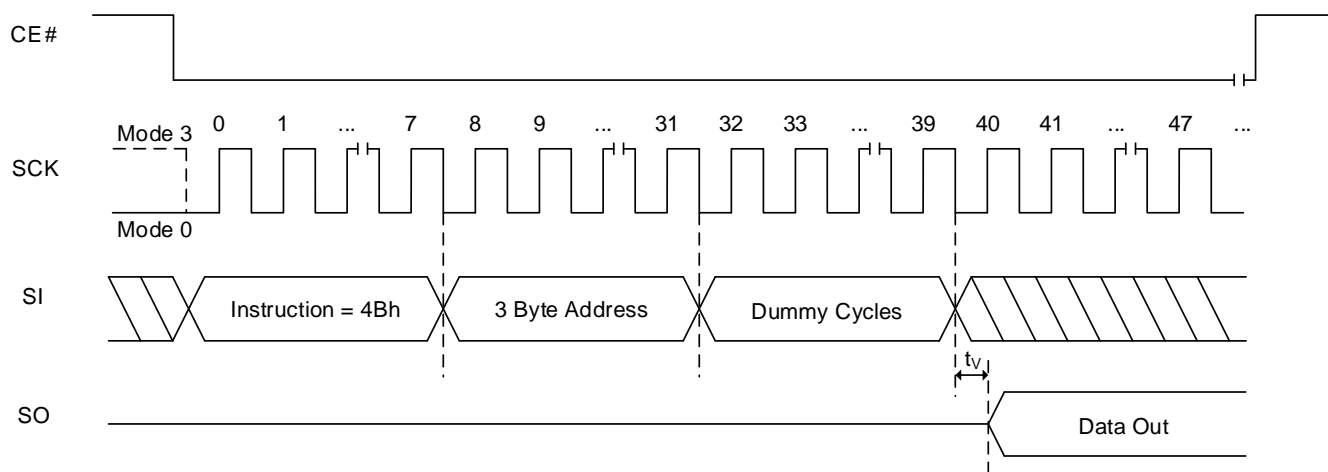 CE#
Mode 3
0 1 ... 7 8 9 ... 31 32 33 ... 39 40 41 ... 47 ...
SCK
Mode 0
SI
Instruction = 4Bh
3 Byte Address
Dummy Cycles
tV
SO
Data Out